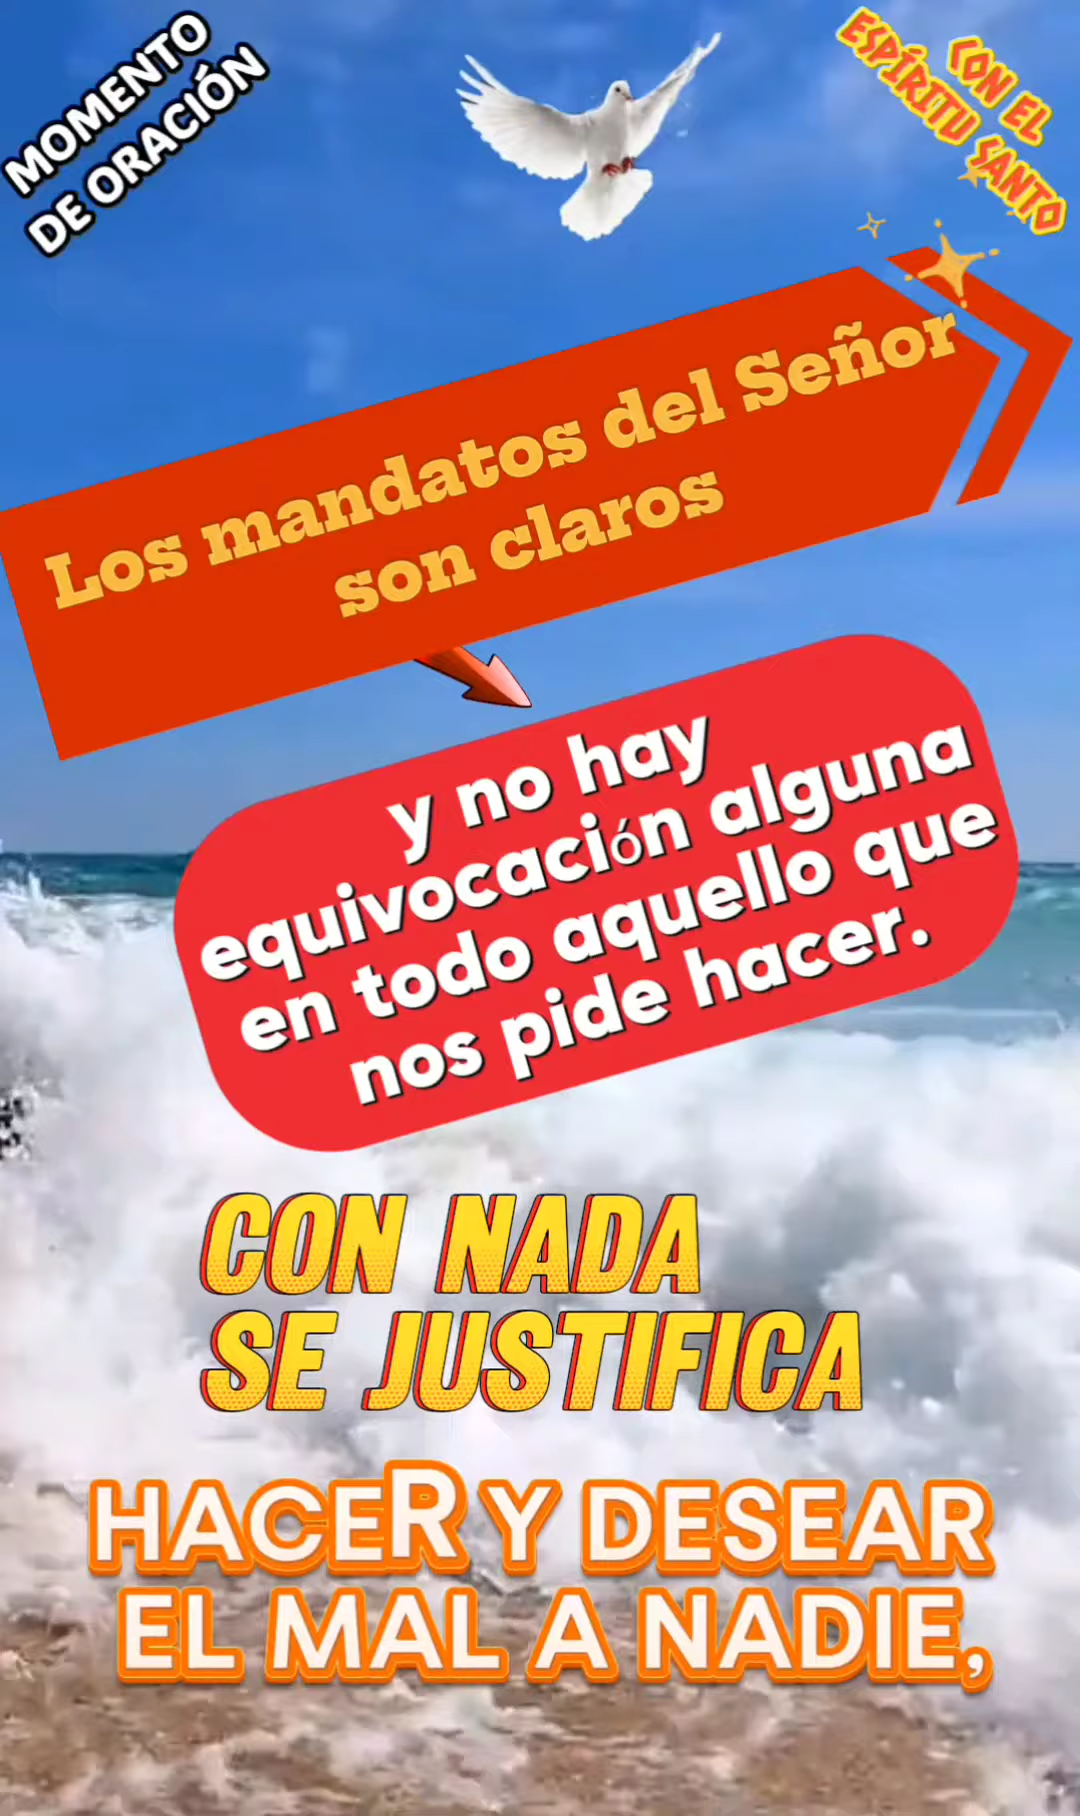 MOMENTO
DE ORACIÓN
CON EL
ESPÍRITU SANTO
Los mandatos del Señor
son claros
y no hay
equivocación alguna
en todo aquello que
nos pide hacer.
CON NADA
SE JUSTIFICA
HACER Y DESEAR
EL MAL A NADIE,